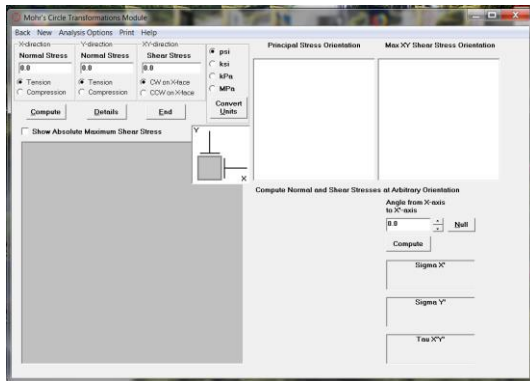 Mohr's Circle Transformations Module
Back New Analysis Options Print Help
X-direction Y-direction XY-direction
Normal Stress Normal Stress Shear Stress
0.0 0.0 0.0
Tension Tension CW on X-face
Compression Compression CCW on X-face
psi
ksi
kPa
MPa
Convert Units
Compute Details End
Show Absolute Maximum Shear Stress
Y
X
Principal Stress Orientation Max XY Shear Stress Orientation
Compute Normal and Shear Stresses at Arbitrary Orientation
Angle from X-axis
to X'-axis
0.0 Null
Compute
Sigma X'
Sigma Y'
Tau X'Y'